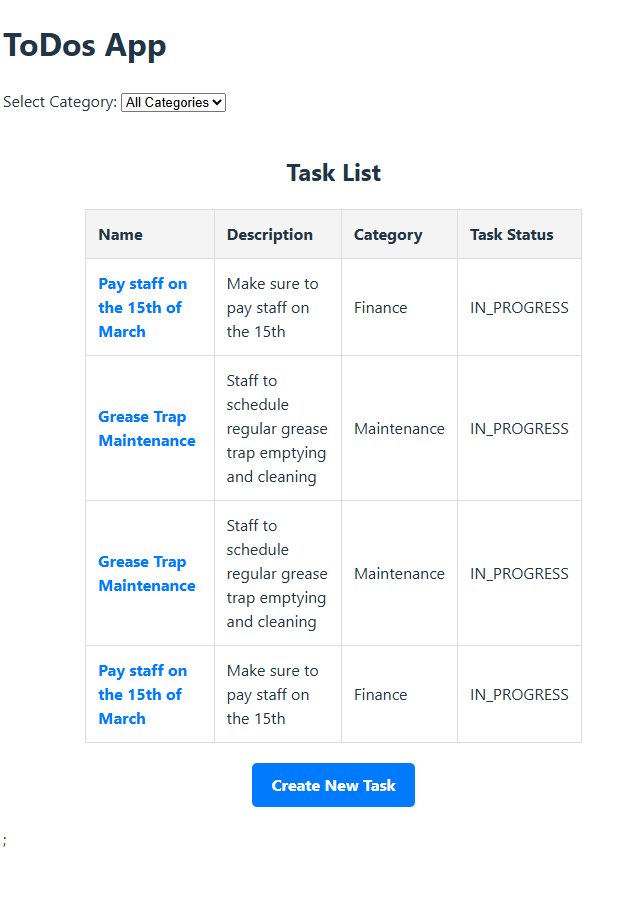 ToDos App
Select Category: All Categories
Task List
Name Description Category Task Status
Pay staff on
the 15th of
March
Make sure to
pay staff on
the 15th
Finance
IN_PROGRESS
Grease Trap
Maintenance
Staff to
schedule
regular grease
trap emptying
and cleaning
Maintenance
IN_PROGRESS
Grease Trap
Maintenance
Staff to
schedule
regular grease
trap emptying
and cleaning
Maintenance
IN_PROGRESS
Pay staff on
the 15th of
March
Make sure to
pay staff on
the 15th
Finance
IN_PROGRESS
Create New Task
;